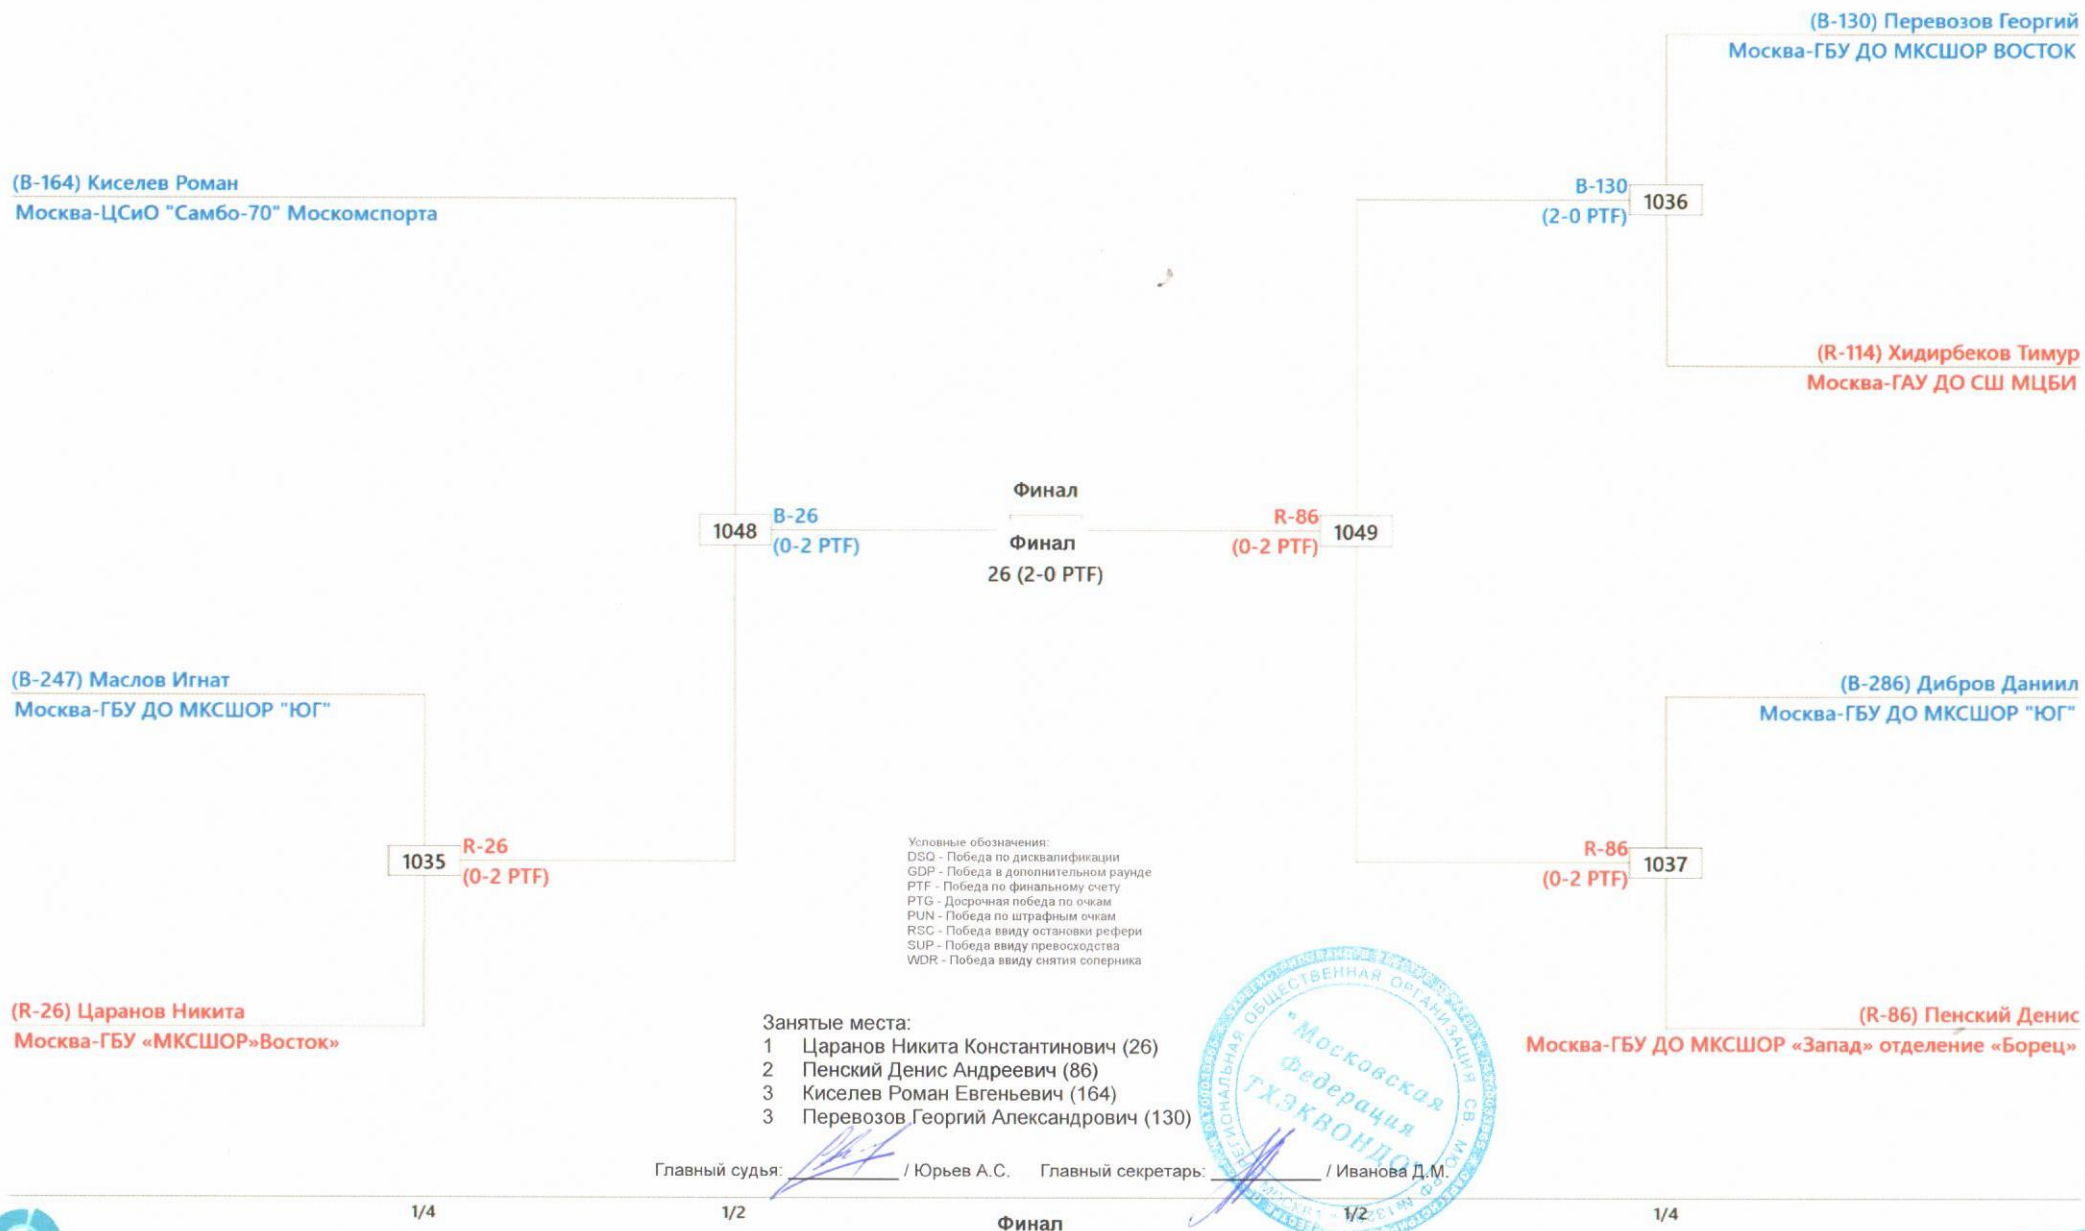 (B-130) Перевозов Георгий
Москва-ГБУ ДО МКСШОР ВОСТОК
(B-164) Киселев Роман
Москва-ЦСиО "Самбо-70" Москомспорта
B-130
(2-0 PTF)
1036
(R-114) Хидирбеков Тимур
Москва-ГАУ ДО СШ МЦБИ
Финал
1048
B-26
(0-2 PTF)
Финал
26 (2-0 PTF)
R-86
(0-2 PTF)
1049
(B-247) Маслов Игнат
Москва-ГБУ ДО МКСШОР "ЮГ"
(B-286) Дибров Даниил
Москва-ГБУ ДО МКСШОР "ЮГ"
1035
R-26
(0-2 PTF)
R-86
(0-2 PTF)
1037
Условные обозначения:
DSQ - Победа по дисквалификации
GDP - Победа в дополнительном раунде
PTF - Победа по финальному счету
PTG - Досрочная победа по очкам
PUN - Победа по штрафным очкам
RSC - Победа ввиду остановки рефери
SUP - Победа ввиду превосходства
WDR - Победа ввиду снятия соперника
(R-26) Царанов Никита
Москва-ГБУ «МКСШОР»Восток»
(R-86) Пенский Денис
Москва-ГБУ ДО МКСШОР «Запад» отделение «Борец»
Занятые места:
1 Царанов Никита Константинович (26)
2 Пенский Денис Андреевич (86)
3 Киселев Роман Евгеньевич (164)
3 Перевозов Георгий Александрович (130)
РЕГИОНАЛЬНАЯ ОБЩЕСТВЕННАЯ ОРГАНИЗАЦИЯ
"Московская
Федерация
ТХЭКВОНДО"
Главный судья: / Юрьев А.С. Главный секретарь: / Иванова Д.М.
1/4 1/2 Финал 1/2 1/4